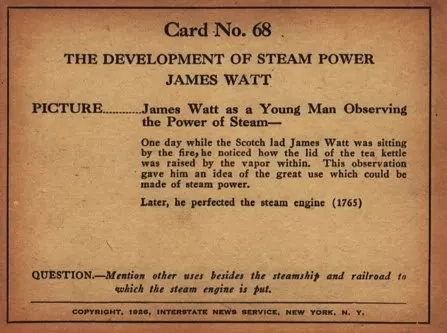 Card No. 68
THE DEVELOPMENT OF STEAM POWER
JAMES WATT
PICTURE...........James Watt as a Young Man Observing
the Power of Steam—
One day while the Scotch lad James Watt was sitting
by the fire, he noticed how the lid of the tea kettle
was raised by the vapor within. This observation
gave him an idea of the great use which could be
made of steam power.
Later, he perfected the steam engine (1765)
QUESTION.—Mention other uses besides the steamship and railroad to
which the steam engine is put.
COPYRIGHT, 1926, INTERSTATE NEWS SERVICE, NEW YORK, N. Y.